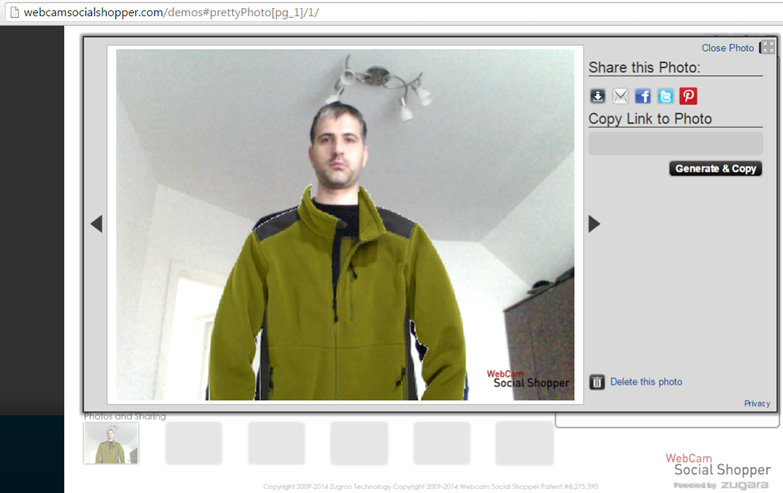 webcamsocialshopper.com/demos#prettyPhoto[pg_1]/1/
Close Photo
Share this Photo:
Copy Link to Photo
Generate & Copy
WebCam
Social Shopper
Delete this photo
Privacy
Photos and Sharing
WebCam
Social Shopper
Powered by zugara
Copyright 2009-2014 Zugmo Technology Copyright 2009-2014 Webcam Social Shopper Patent #8,275,590